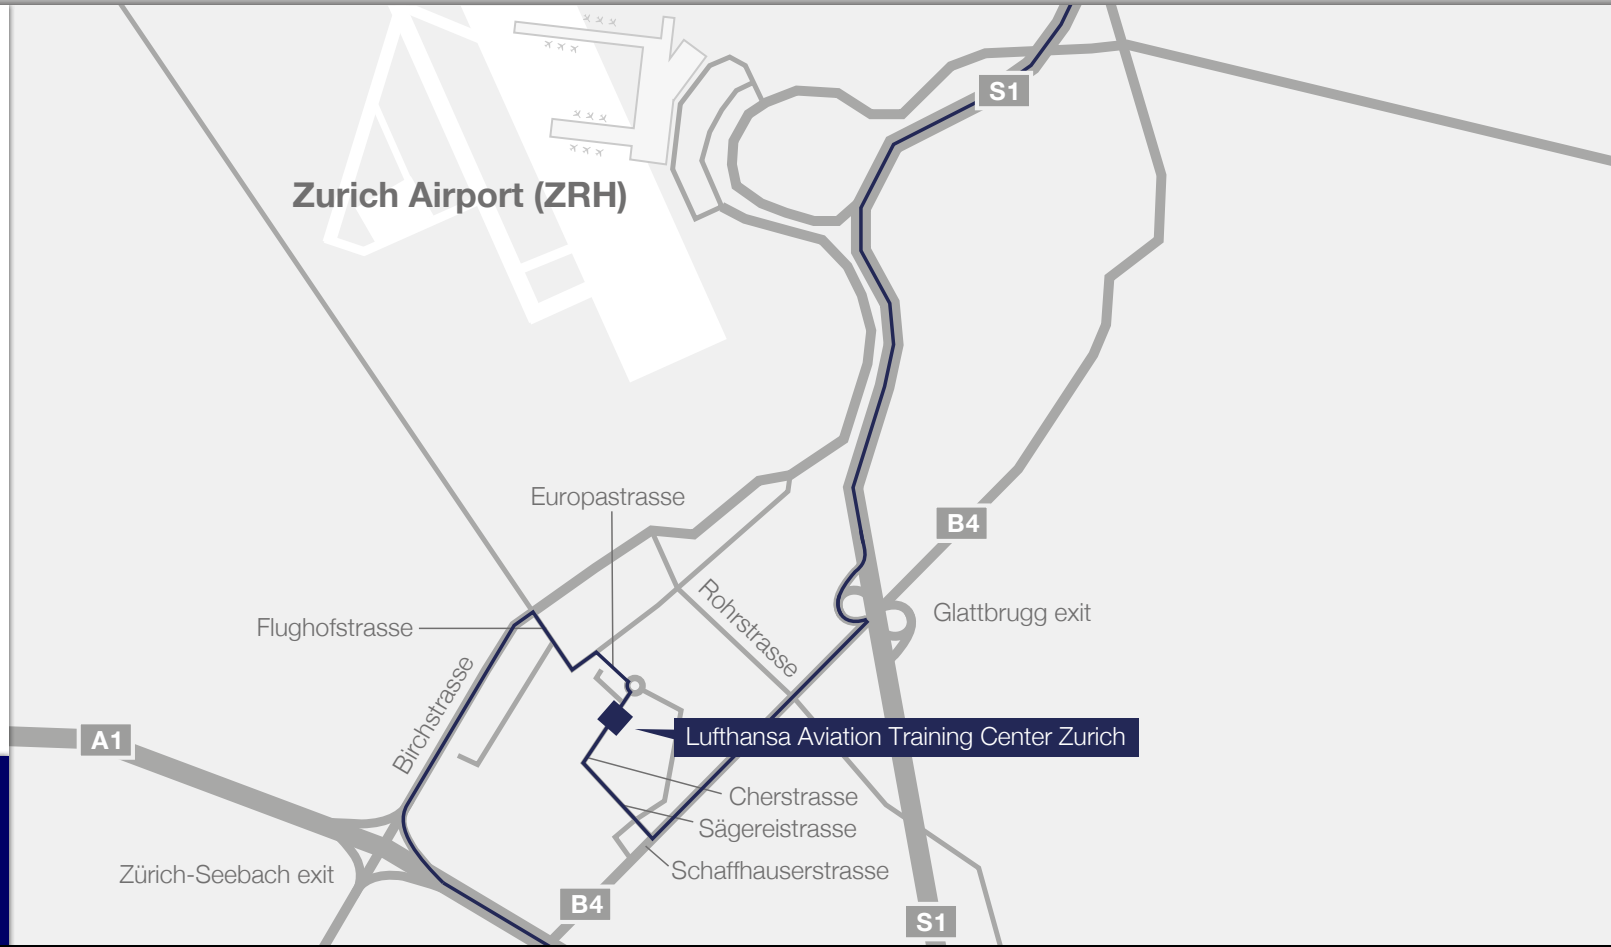 S1
Zurich Airport (ZRH)
Europastrasse
B4
Rohrstrasse
Glattbrugg exit
Flughofstrasse
Birchstrasse
A1
Lufthansa Aviation Training Center Zurich
Cherstrasse
Sägereistrasse
Schaffhauserstrasse
Zürich-Seebach exit
B4
S1